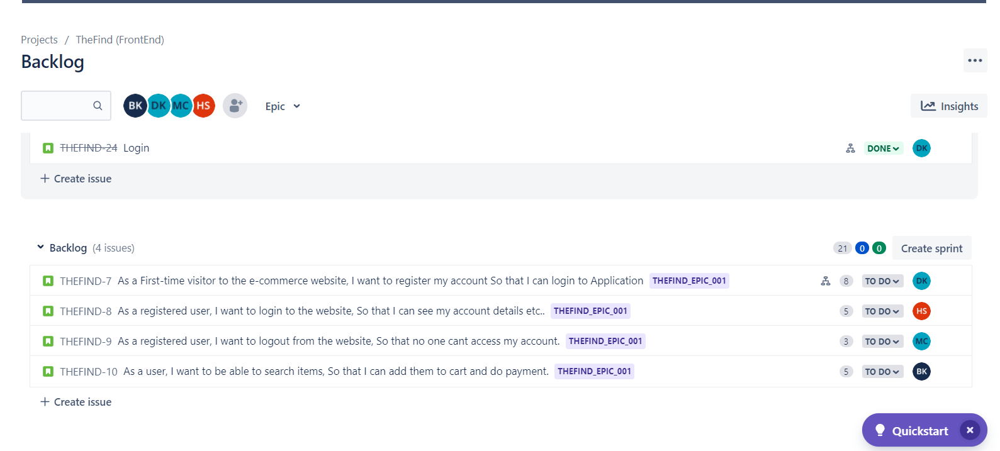 Projects / TheFind (FrontEnd)
Backlog
BK DK MC HS Epic Insights
THEFIND-24 Login DONE DK
Create issue
Backlog (4 issues) 21 0 0 Create sprint
THEFIND-7 As a First-time visitor to the e-commerce website, I want to register my account So that I can login to Application THEFIND_EPIC_001 8 TO DO DK
THEFIND-8 As a registered user, I want to login to the website, So that I can see my account details etc.. THEFIND_EPIC_001 5 TO DO HS
THEFIND-9 As a registered user, I want to logout from the website, So that no one cant access my account. THEFIND_EPIC_001 3 TO DO MC
THEFIND-10 As a user, I want to be able to search items, So that I can add them to cart and do payment. THEFIND_EPIC_001 5 TO DO BK
Create issue
Quickstart